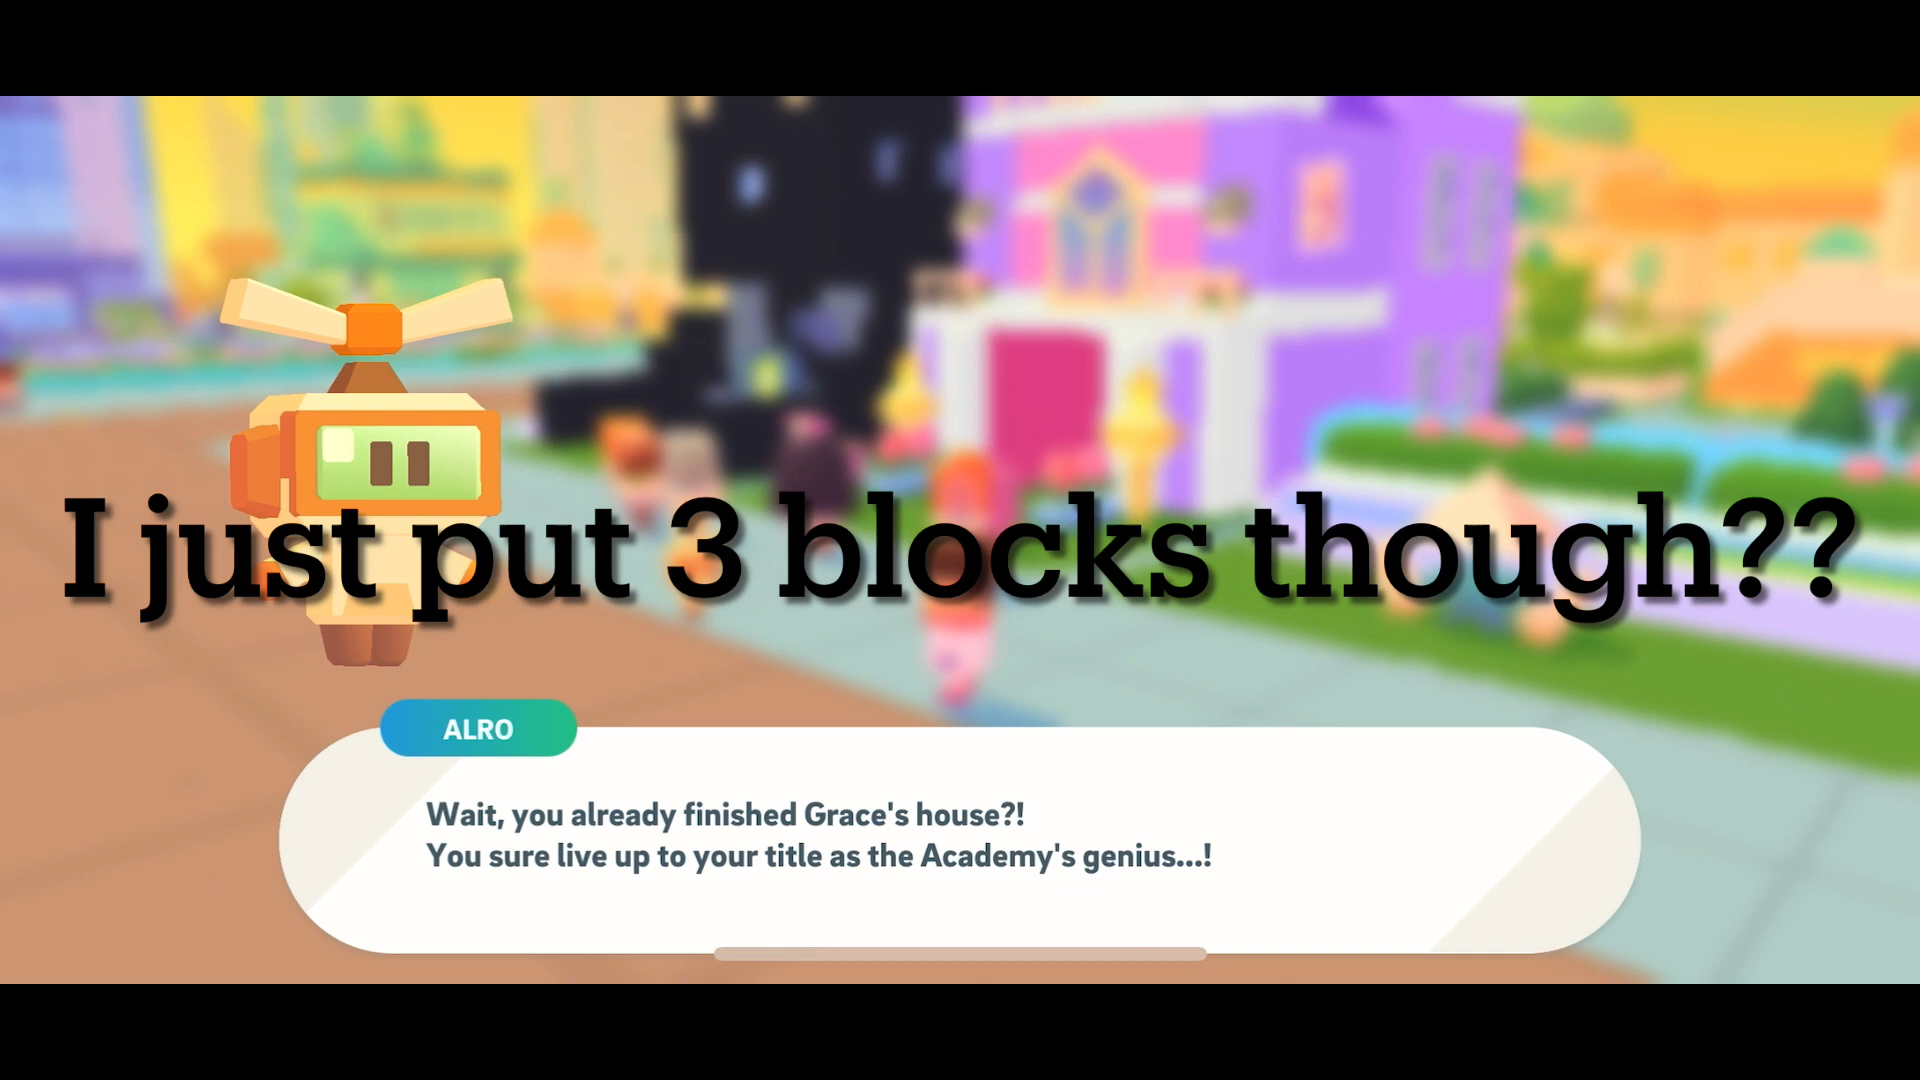 I just put 3 blocks though??
ALRO
Wait, you already finished Grace's house?!
You sure live up to your title as the Academy's genius...!